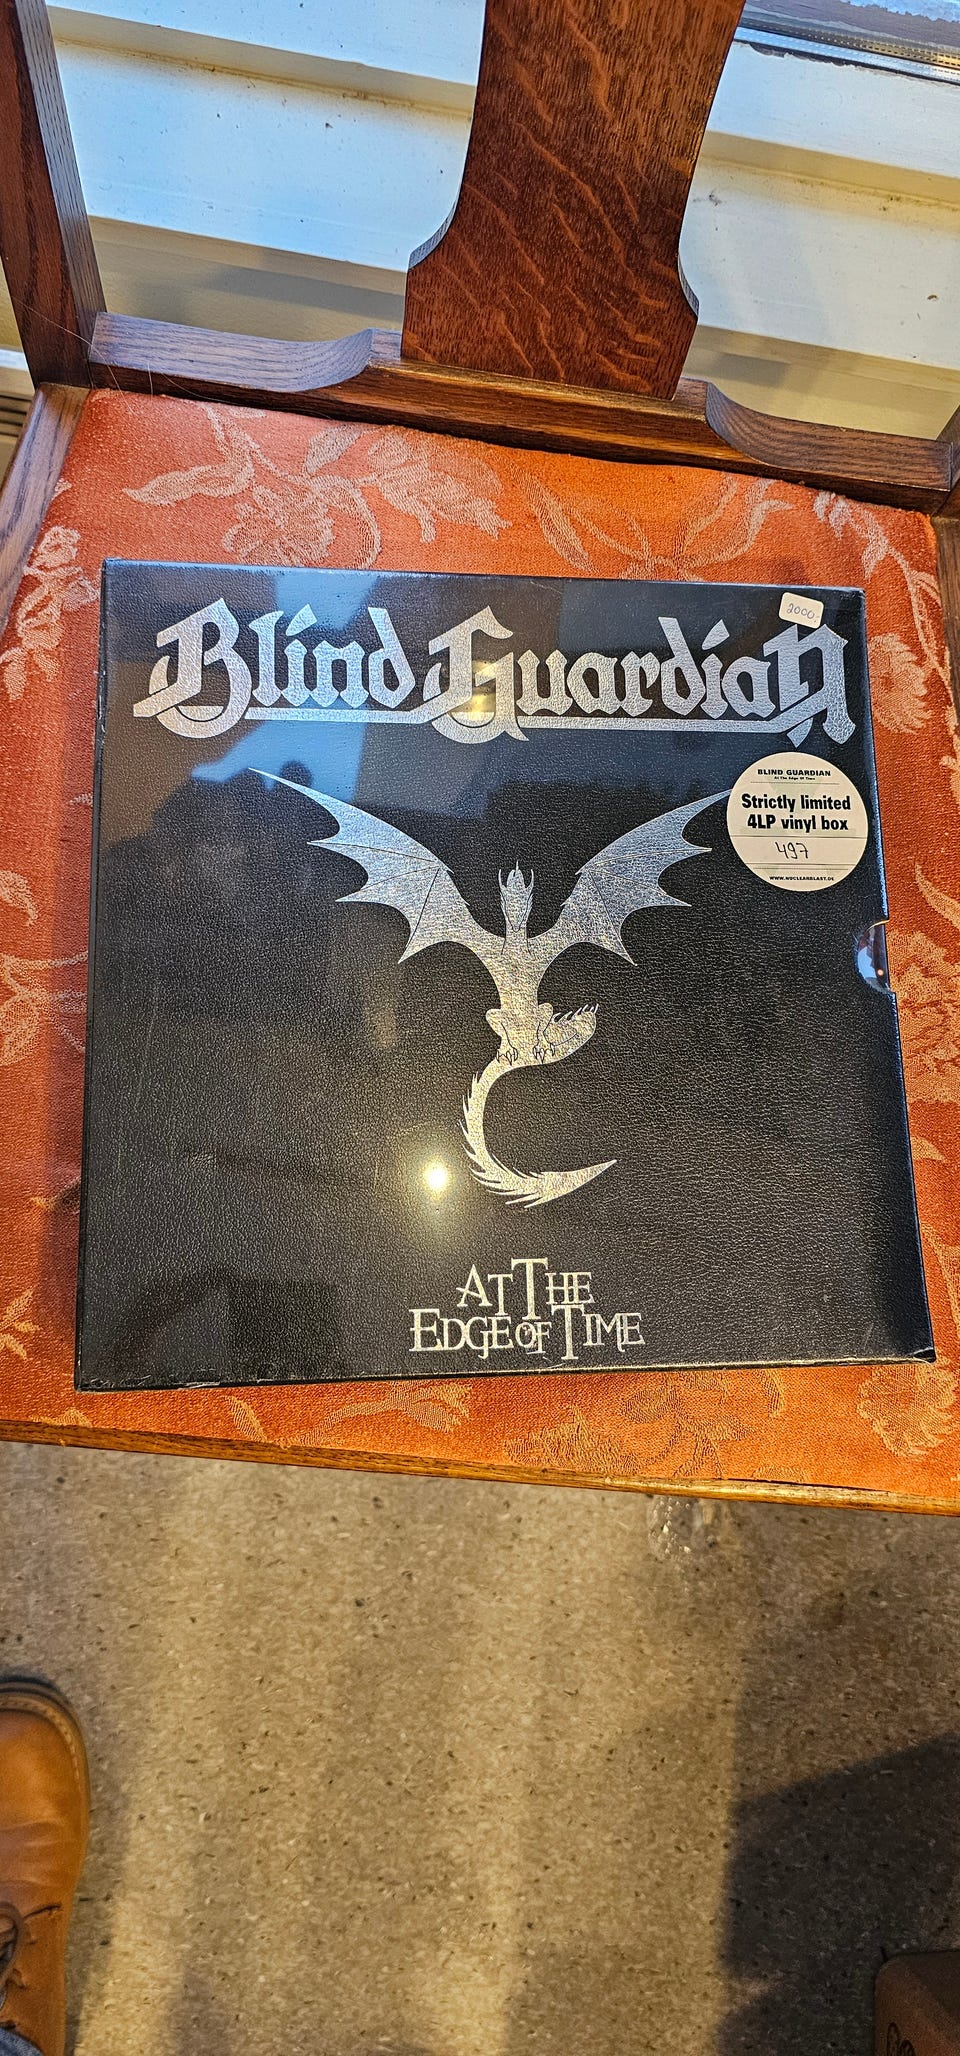 2000
Blind Guardian
BLIND GUARDIAN
At The Edge Of Time
Strictly limited
4LP vinyl box
497
WWW.NUCLEARBLAST.DE
AT THE
EDGE OF TIME